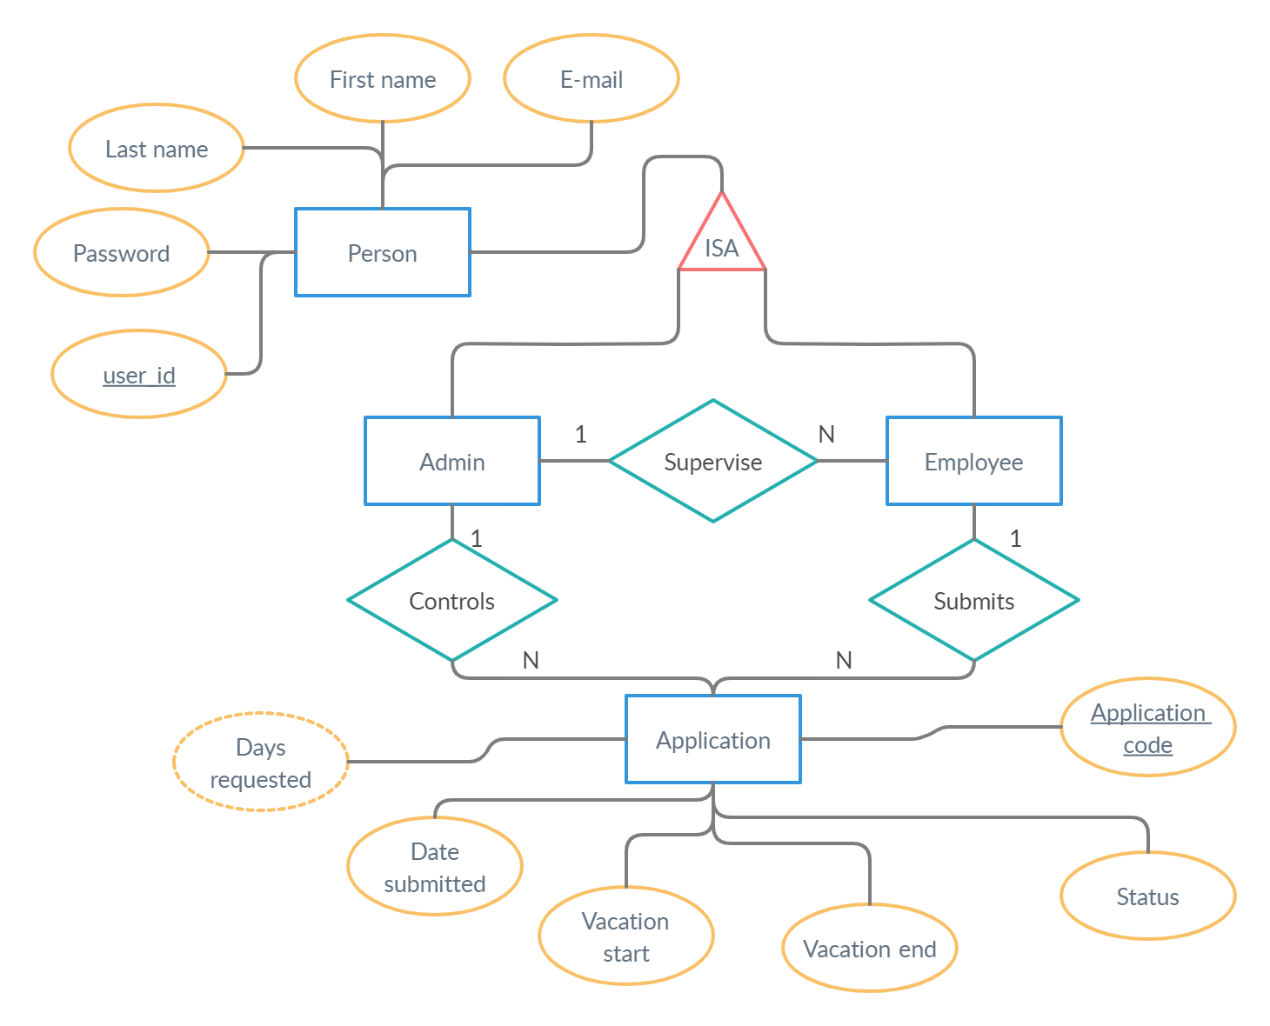 First name
E-mail
Last name
Password
Person
ISA
user_id
Admin
1
Supervise
N
Employee
1
1
Controls
Submits
N
N
Application
Application
code
Days
requested
Date
submitted
Vacation
start
Vacation end
Status